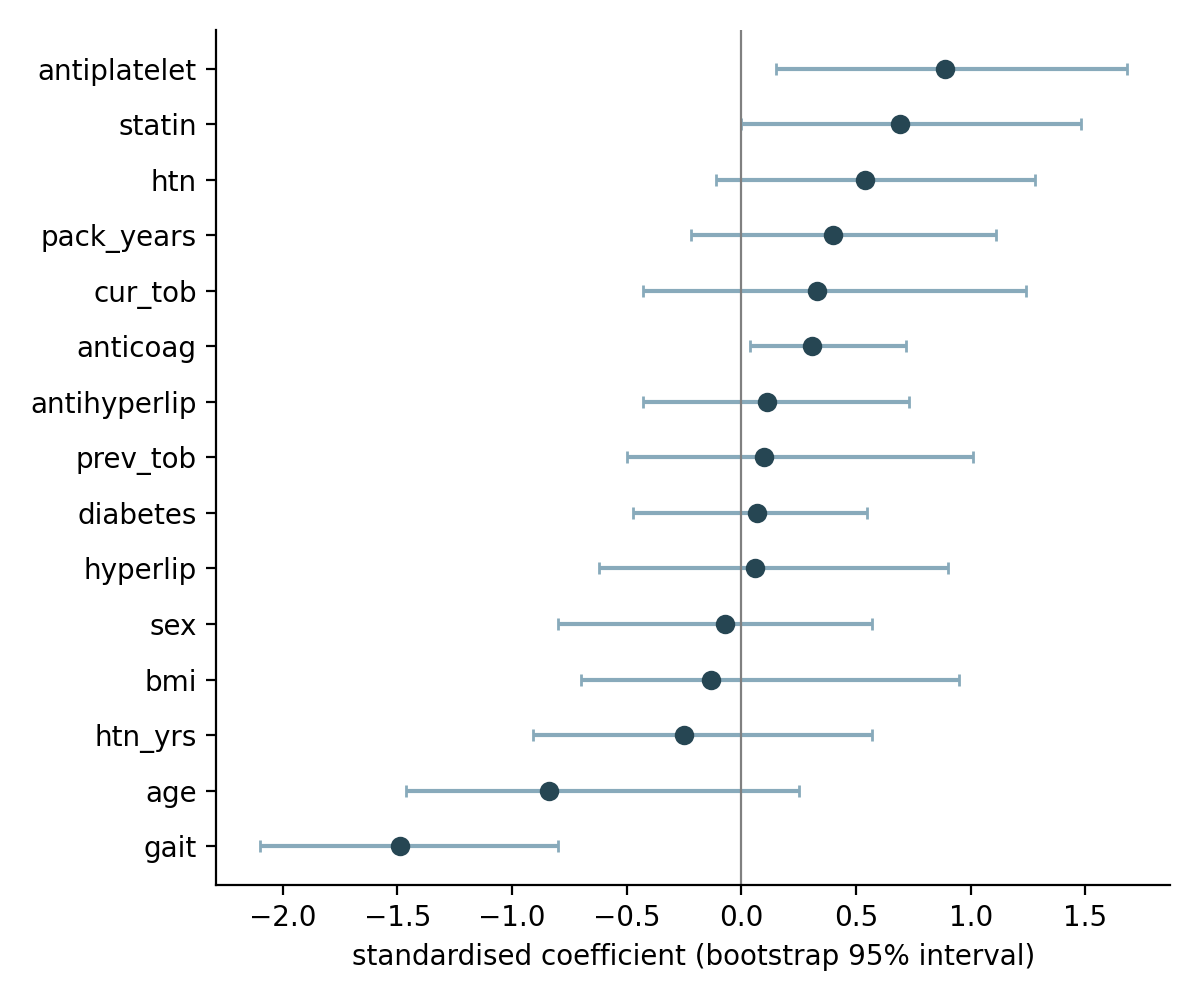 antiplatelet
statin
htn
pack_years
cur_tob
anticoag
antihyperlip
prev_tob
diabetes
hyperlip
sex
bmi
htn_yrs
age
gait
−2.0 −1.5 −1.0 −0.5 0.0 0.5 1.0 1.5
standardised coefficient (bootstrap 95% interval)